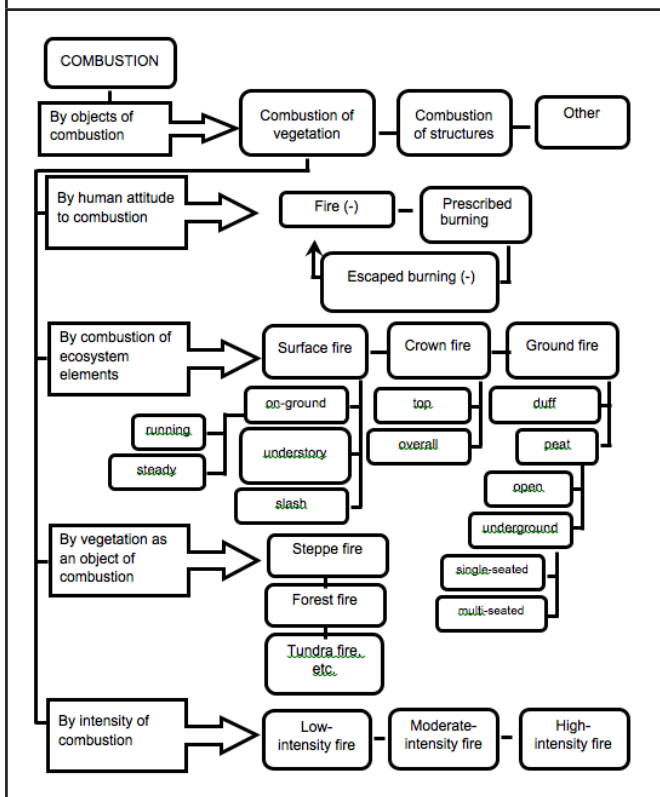 COMBUSTION
By objects of
combustion
Combustion of
vegetation
Combustion
of structures
Other
By human attitude
to combustion
Fire (-)
Prescribed
burning
Escaped burning (-)
By combustion of
ecosystem
elements
Surface fire
Crown fire
Ground fire
on-ground
top
duff
running
understory
overall
peat
steady
slash
open
underground
single-seated
multi-seated
By vegetation as
an object of
combustion
Steppe fire
Forest fire
Tundra fire,
etc.
By intensity of
combustion
Low-
intensity fire
Moderate-
intensity fire
High-
intensity fire